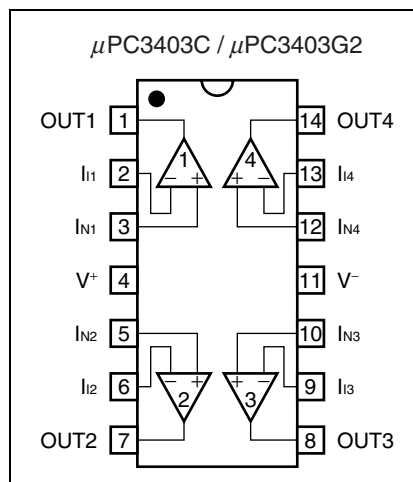 μPC3403C / μPC3403G2
OUT1 1 14 OUT4
1 4
II1 2 − + + − 13 II4
IN1 3 12 IN4
V+ 4 11 V−
IN2 5 10 IN3
II2 6 − + + − 9 II3
2 3
OUT2 7 8 OUT3